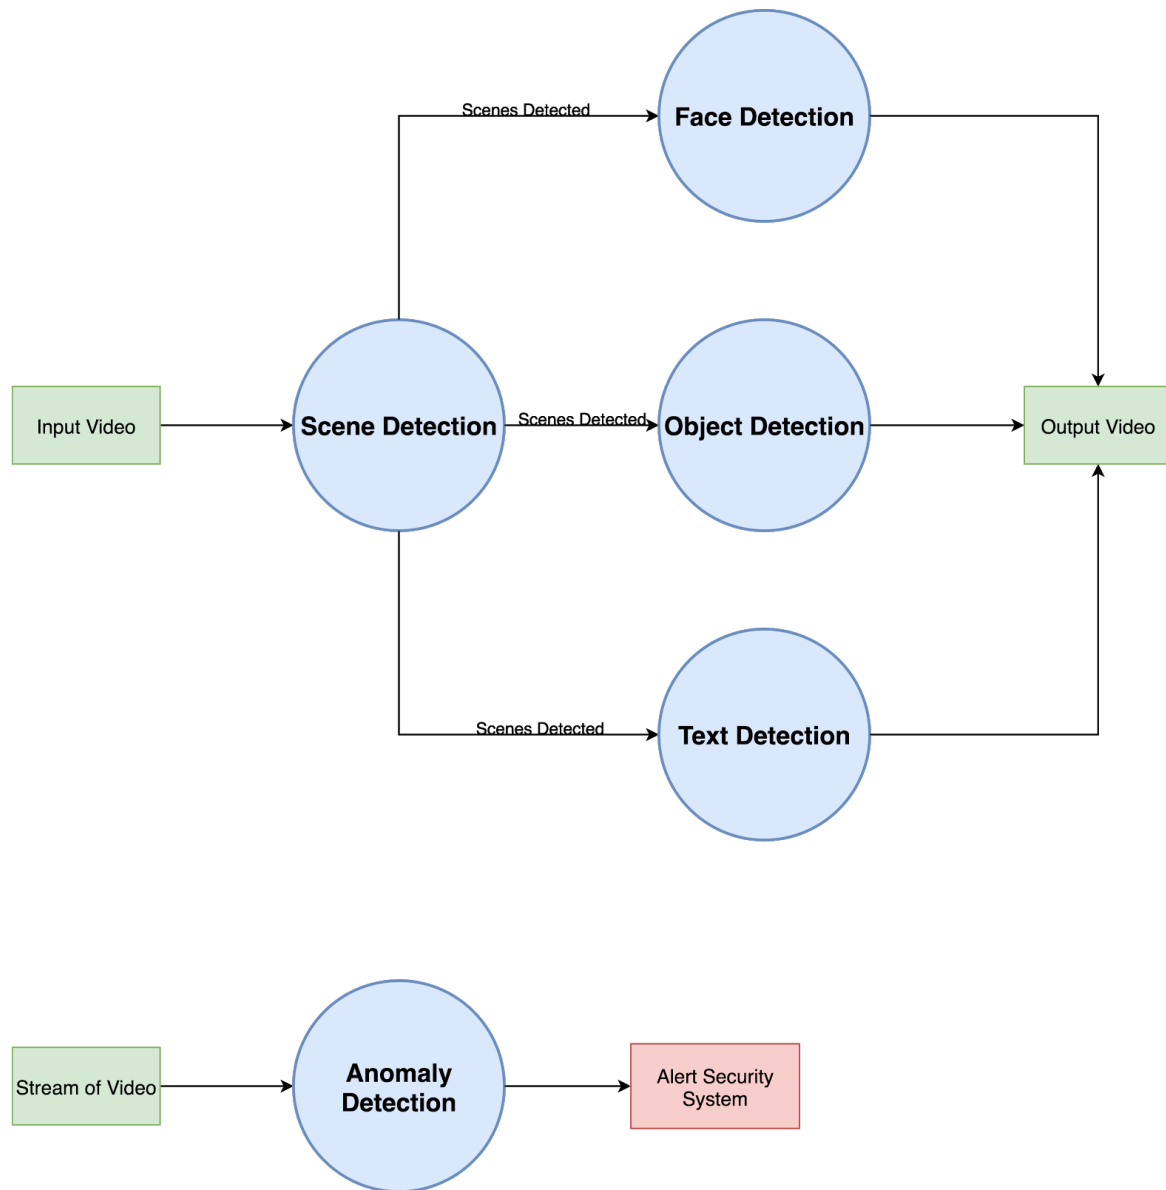 Scenes Detected
Face Detection
Input Video
Scene Detection
Scenes Detected
Object Detection
Output Video
Scenes Detected
Text Detection
Stream of Video
Anomaly
Detection
Alert Security
System